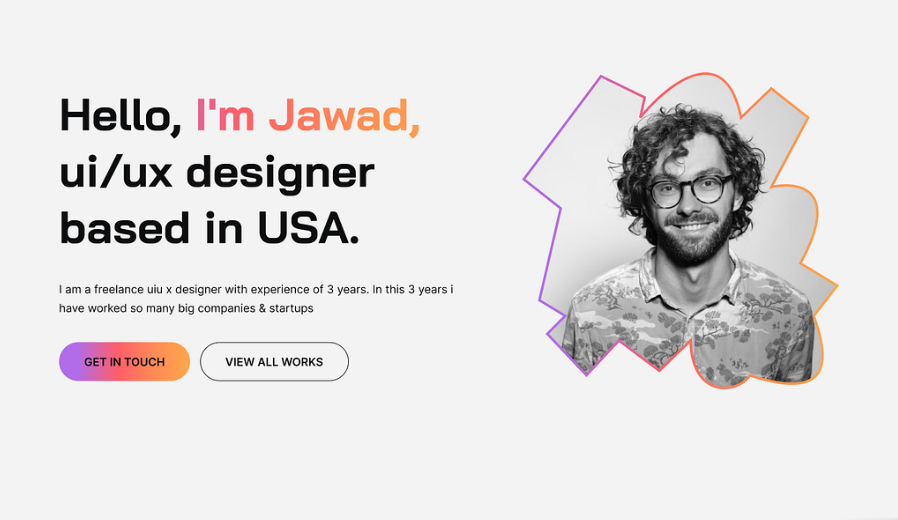 Hello, I'm Jawad,
ui/ux designer
based in USA.
I am a freelance uiu x designer with experience of 3 years. In this 3 years i
have worked so many big companies & startups
GET IN TOUCH
VIEW ALL WORKS